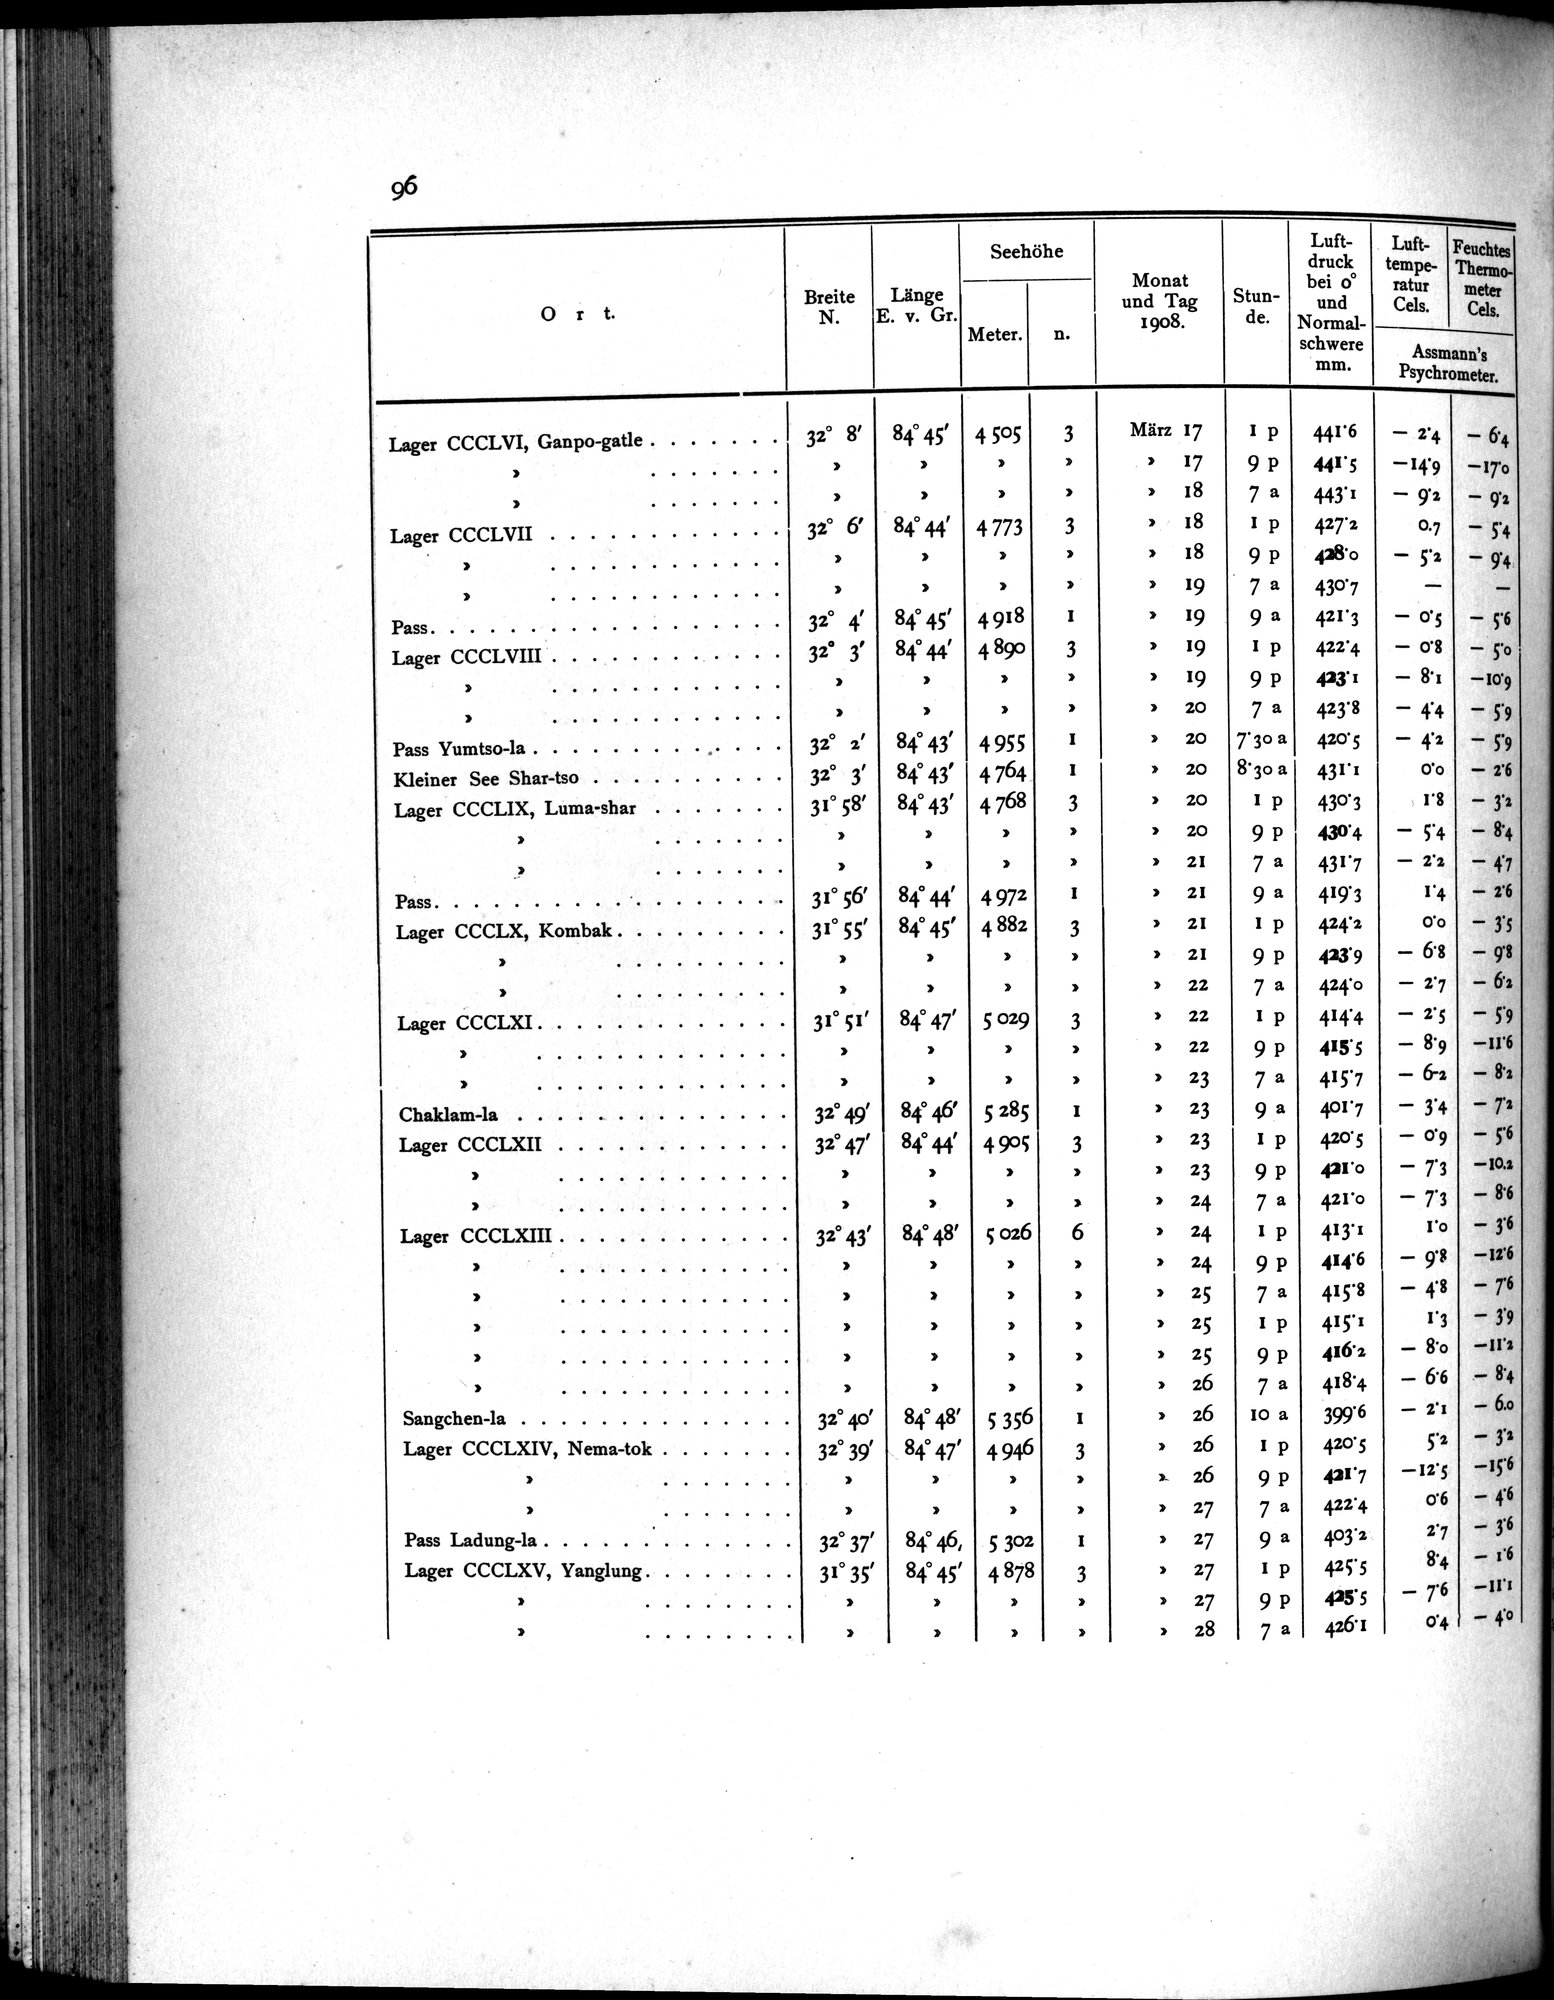 96
O r t. Breite N. Länge E. v. Gr. Seehöhe Meter. n. Monat und Tag 1908. Stun-de. Luft-druck bei 0° und Normal-schwere mm. Luft-tempe-ratur Cels. Feuchtes Thermo-meter Cels. Assmann's Psychrometer.
Lager CCCLVI, Ganpo-gatle . . . . . . . 32° 8′ 84° 45′ 4 505 3 März 17 1 p 441·6 — 2·4 — 6·4
» . . . . . . . » » » » » 17 9 p 441·5 —14·9 —17·0
» . . . . . . . » » » » » 18 7 a 443·1 — 9·2 — 9·2
Lager CCCLVII . . . . . . . . . . . . 32° 6′ 84° 44′ 4 773 3 » 18 1 p 427·2 0.7 — 5·4
» . . . . . . . . . . . . » » » » » 18 9 p 428·0 — 5·2 — 9·4
» . . . . . . . . . . . . » » » » » 19 7 a 430·7 — —
Pass. . . . . . . . . . . . . . . . 32° 4′ 84° 45′ 4 918 1 » 19 9 a 421·3 — 0·5 — 5·6
Lager CCCLVIII . . . . . . . . . . . . 32° 3′ 84° 44′ 4 890 3 » 19 1 p 422·4 — 0·8 — 5·0
» . . . . . . . . . . . . » » » » » 19 9 p 423·1 — 8·1 —10·9
» . . . . . . . . . . . . » » » » » 20 7 a 423·8 — 4·4 — 5·9
Pass Yumtso-la . . . . . . . . . . . . . 32° 2′ 84° 43′ 4 955 1 » 20 7·30 a 420·5 — 4·2 — 5·9
Kleiner See Shar-tso . . . . . . . . . . 32° 3′ 84° 43′ 4 764 1 » 20 8·30 a 431·1 0·0 — 2·6
Lager CCCLIX, Luma-shar . . . . . . . 31° 58′ 84° 43′ 4 768 3 » 20 1 p 430·3 1·8 — 3·2
» . . . . . . . » » » » » 20 9 p 430·4 — 5·4 — 8·4
» . . . . . . . » » » » » 21 7 a 431·7 — 2·2 — 4·7
Pass. . . . . . . . . . . . . . . . 31° 56′ 84° 44′ 4 972 1 » 21 9 a 419·3 1·4 — 2·6
Lager CCCLX, Kombak . . . . . . . . . 31° 55′ 84° 45′ 4 882 3 » 21 1 p 424·2 0·0 — 3·5
» . . . . . . . . . » » » » » 21 9 p 423·9 — 6·8 — 9·8
» . . . . . . . . . » » » » » 22 7 a 424·0 — 2·7 — 6·2
Lager CCCLXI . . . . . . . . . . . . . 31° 51′ 84° 47′ 5 029 3 » 22 1 p 414·4 — 2·5 — 5·9
» . . . . . . . . . . . . . » » » » » 22 9 p 415·5 — 8·9 —11·6
» . . . . . . . . . . . . . » » » » » 23 7 a 415·7 — 6-2 — 8·2
Chaklam-la . . . . . . . . . . . . . . 32° 49′ 84° 46′ 5 285 1 » 23 9 a 401·7 — 3·4 — 7·2
Lager CCCLXII . . . . . . . . . . . . 32° 47′ 84° 44′ 4 905 3 » 23 1 p 420·5 — 0·9 — 5·6
» . . . . . . . . . . . . » » » » » 23 9 p 421·0 — 7·3 —10.2
» . . . . . . . . . . . . » » » » » 24 7 a 421·0 — 7·3 — 8·6
Lager CCCLXIII . . . . . . . . . . . . 32° 43′ 84° 48′ 5 026 6 » 24 1 p 413·1 1·0 — 3·6
» . . . . . . . . . . . . » » » » » 24 9 p 414·6 — 9·8 —12·6
» . . . . . . . . . . . . » » » » » 25 7 a 415·8 — 4·8 — 7·6
» . . . . . . . . . . . . » » » » » 25 1 p 415·1 1·3 — 3·9
» . . . . . . . . . . . . » » » » » 25 9 p 416·2 — 8·0 —11·2
» . . . . . . . . . . . . » » » » » 26 7 a 418·4 — 6·6 — 8·4
Sangchen-la . . . . . . . . . . . . . . 32° 40′ 84° 48′ 5 356 1 » 26 10 a 399·6 — 2·1 — 6.0
Lager CCCLXIV, Nema-tok . . . . . . . 32° 39′ 84° 47′ 4 946 3 » 26 1 p 420·5 5·2 — 3·2
» . . . . . . . » » » » » 26 9 p 421·7 —12·5 —15·6
» . . . . . . . » » » » » 27 7 a 422·4 0·6 — 4·6
Pass Ladung-la . . . . . . . . . . . . . 32° 37′ 84° 46, 5 302 1 » 27 9 a 403·2 2·7 — 3·6
Lager CCCLXV, Yanglung . . . . . . . . 31° 35′ 84° 45′ 4 878 3 » 27 1 p 425·5 8·4 — 1·6
» . . . . . . . . » » » » » 27 9 p 425·5 — 7·6 —11·1
» . . . . . . . . » » » » » 28 7 a 426·1 0·4 — 4·0